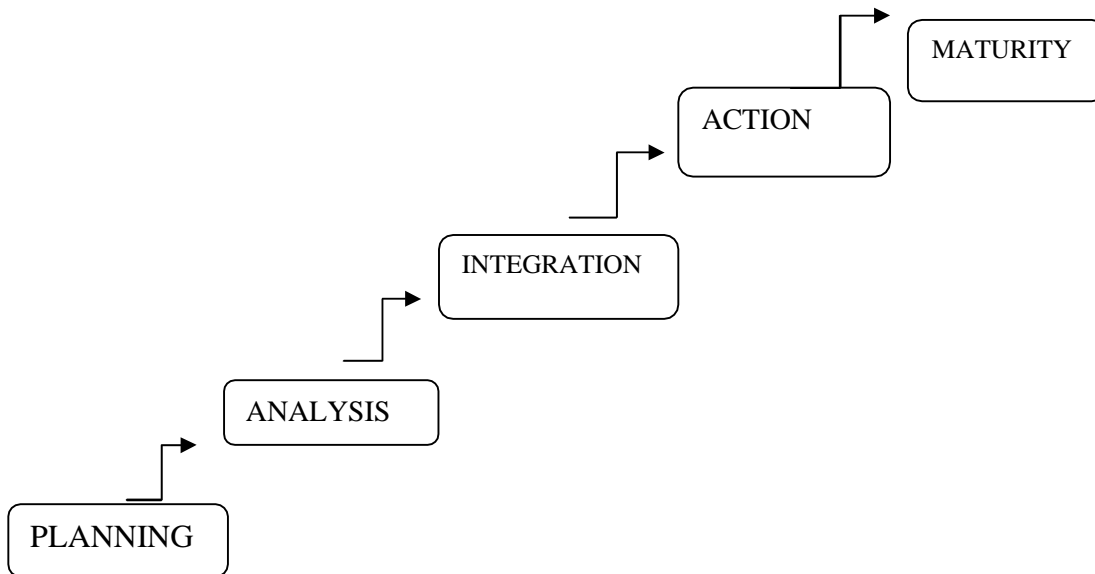 MATURITY
ACTION
INTEGRATION
ANALYSIS
PLANNING